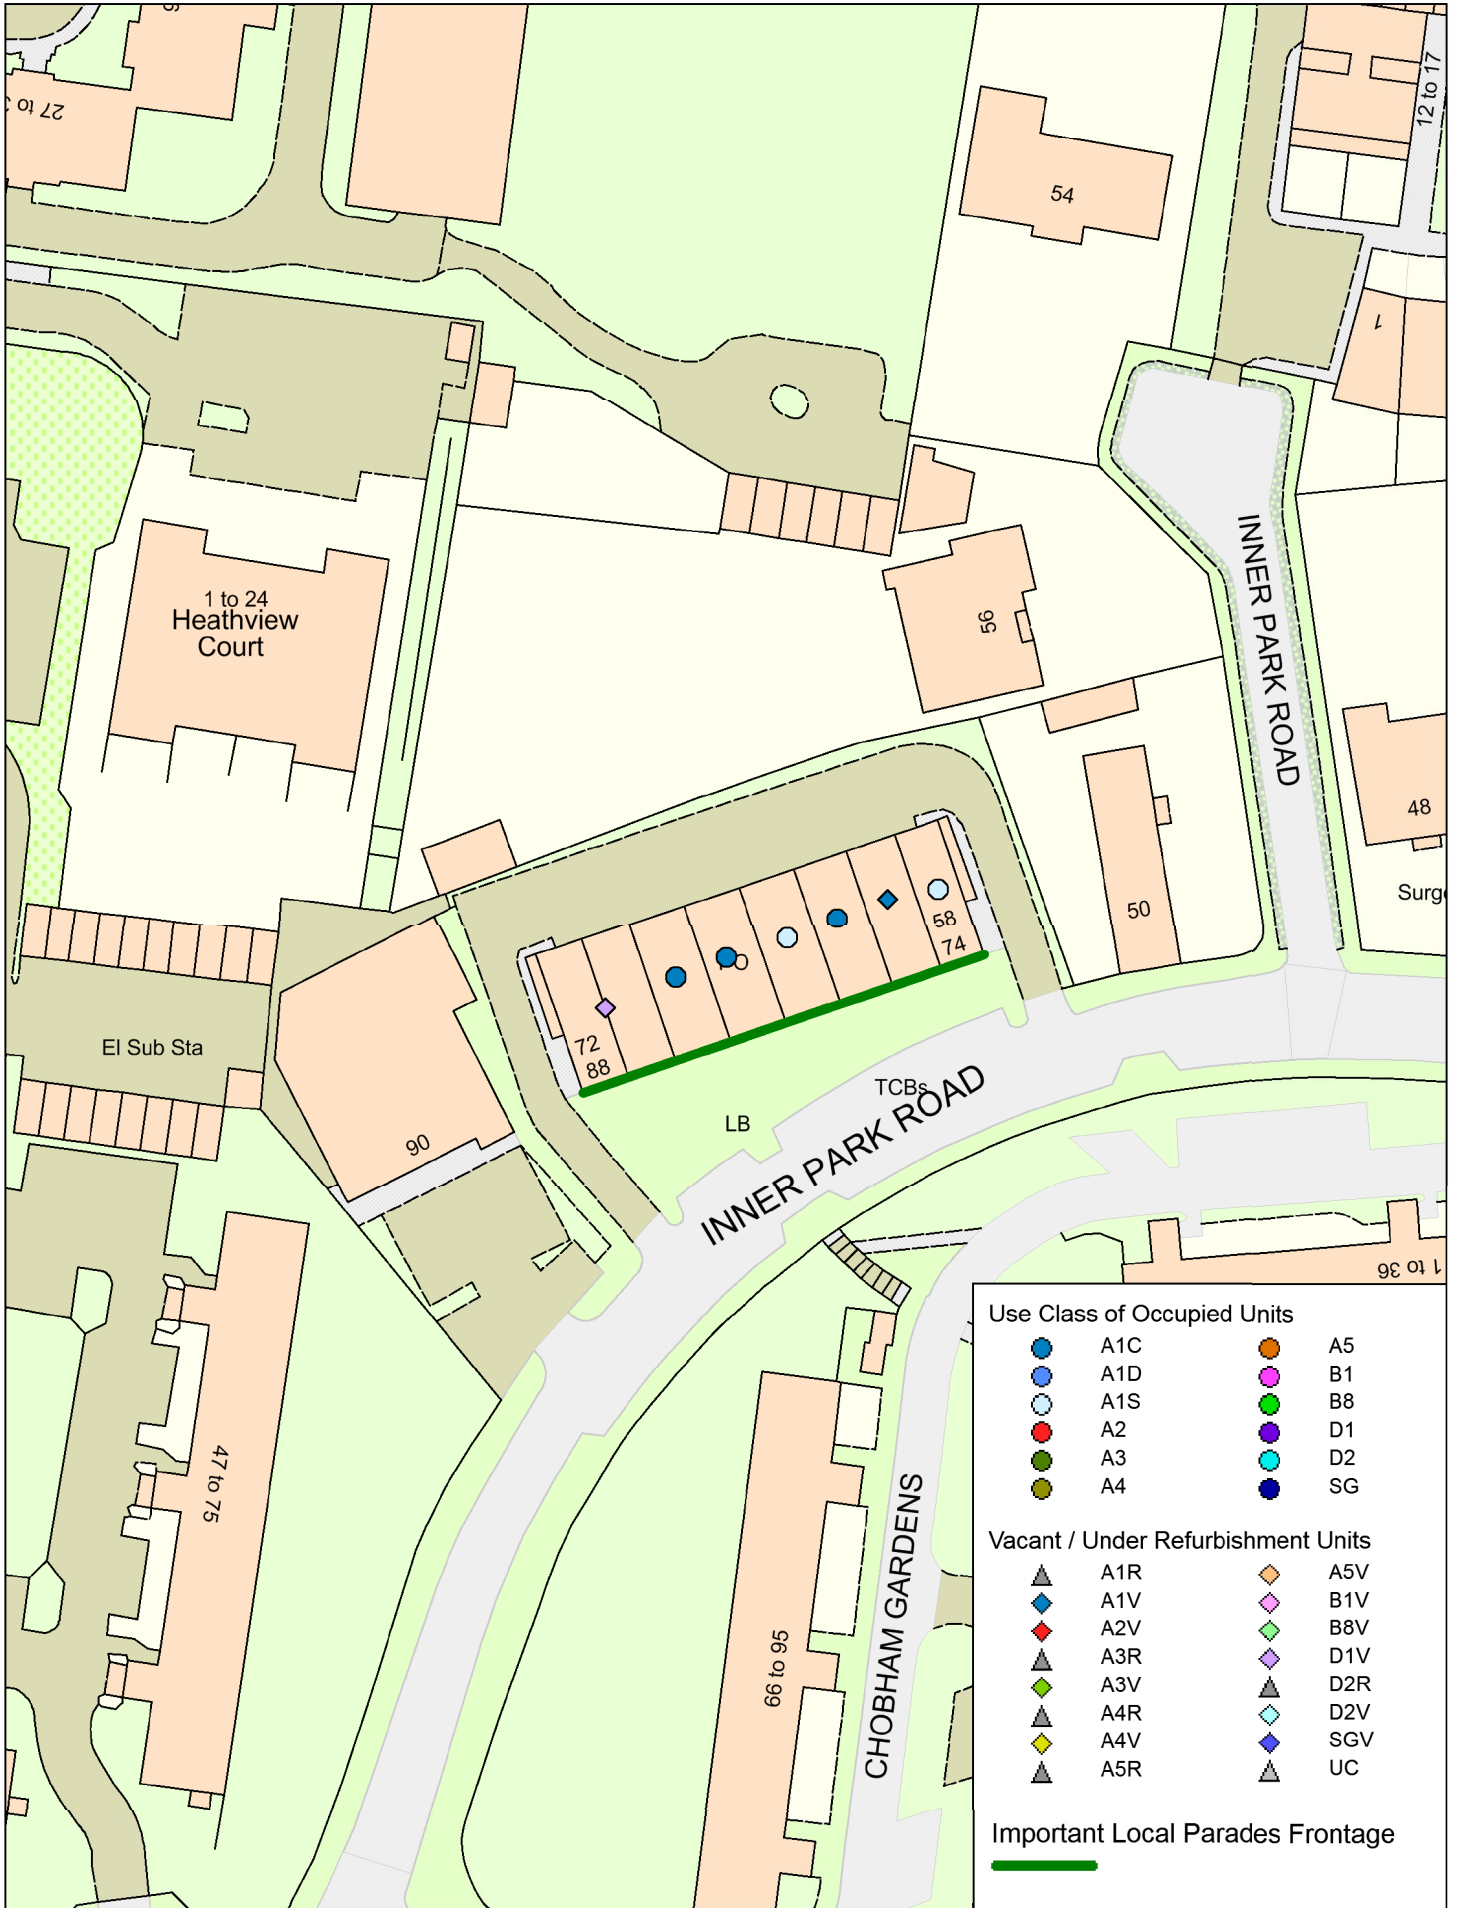 12 to 17
54
1
1 to 24
Heathview
Court
56
INNER PARK ROAD
48
50
58
74
72
88
El Sub Sta
TCBs
LB
INNER PARK ROAD
90
1 to 36
47 to 75
66 to 95
CHOBHAM GARDENS
Use Class of Occupied Units
A1C
A1D
A1S
A2
A3
A4
A5
B1
B8
D1
D2
SG
Vacant / Under Refurbishment Units
A1R
A1V
A2V
A3R
A3V
A4R
A4V
A5R
A5V
B1V
B8V
D1V
D2R
D2V
SGV
UC
Important Local Parades Frontage